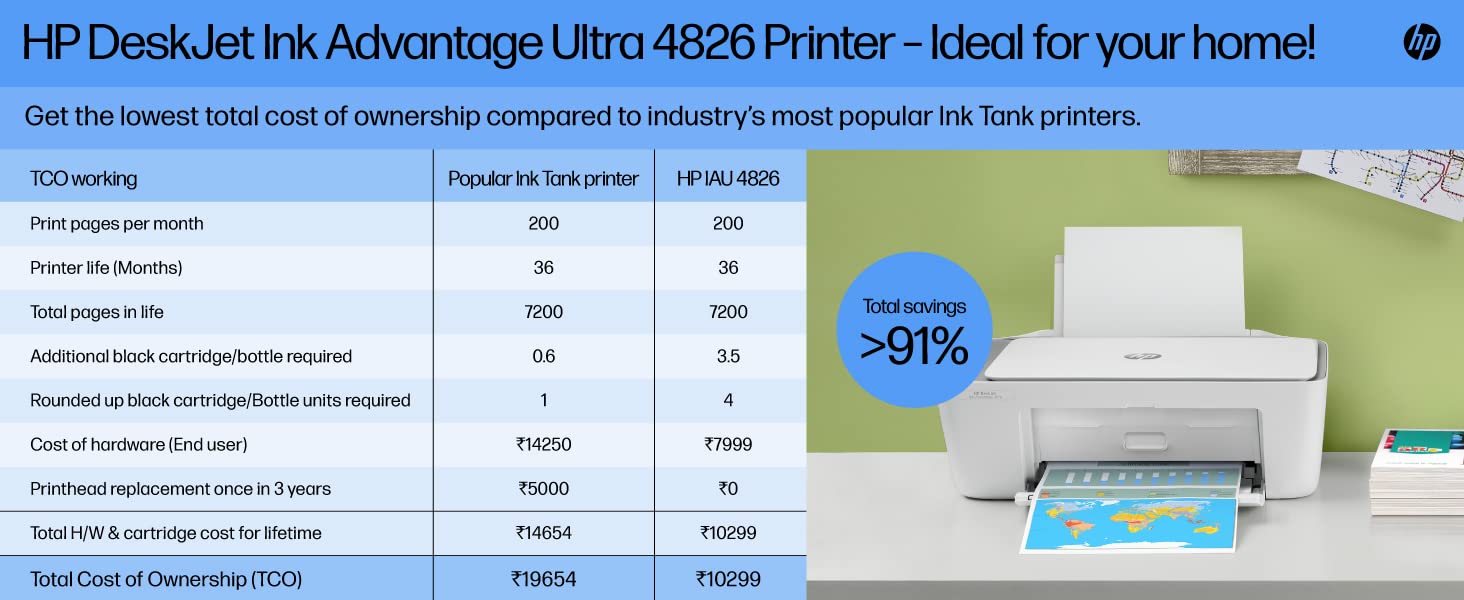 HP DeskJet Ink Advantage Ultra 4826 Printer – Ideal for your home!
hp
Get the lowest total cost of ownership compared to industry’s most popular Ink Tank printers.
TCO working Popular Ink Tank printer HP IAU 4826
Print pages per month 200 200
Printer life (Months) 36 36
Total pages in life 7200 7200
Additional black cartridge/bottle required 0.6 3.5
Rounded up black cartridge/Bottle units required 1 4
Cost of hardware (End user) ₹14250 ₹7999
Printhead replacement once in 3 years ₹5000 ₹0
Total H/W & cartridge cost for lifetime ₹14654 ₹10299
Total Cost of Ownership (TCO) ₹19654 ₹10299
Total savings
>91%
hp